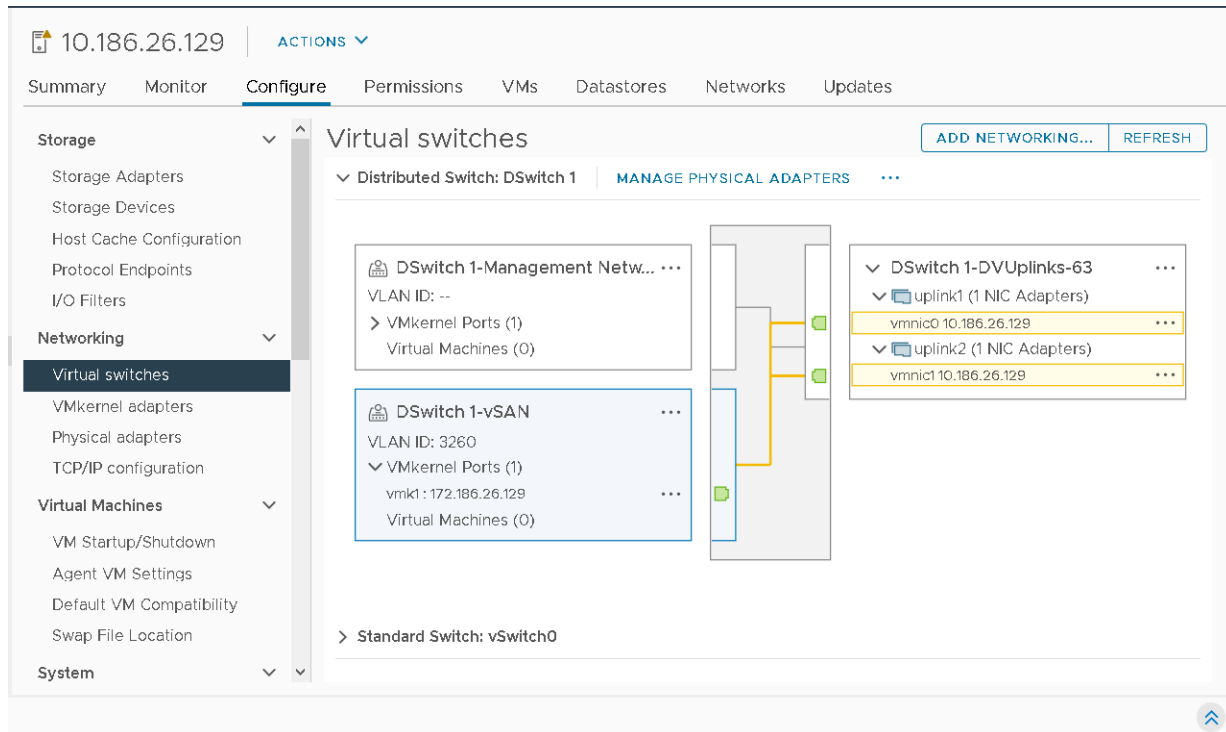 10.186.26.129 ACTIONS
Summary Monitor Configure Permissions VMs Datastores Networks Updates
Storage
Storage Adapters
Storage Devices
Host Cache Configuration
Protocol Endpoints
I/O Filters
Networking
Virtual switches
VMkernel adapters
Physical adapters
TCP/IP configuration
Virtual Machines
VM Startup/Shutdown
Agent VM Settings
Default VM Compatibility
Swap File Location
System
Virtual switches
ADD NETWORKING... REFRESH
Distributed Switch: DSwitch 1 MANAGE PHYSICAL ADAPTERS ...
DSwitch 1-Management Netw... ...
VLAN ID: --
VMkernel Ports (1)
Virtual Machines (0)
DSwitch 1-vSAN ...
VLAN ID: 3260
VMkernel Ports (1)
vmk1 : 172.186.26.129 ...
Virtual Machines (0)
DSwitch 1-DVUplinks-63 ...
uplink1 (1 NIC Adapters)
vmnic0 10.186.26.129 ...
uplink2 (1 NIC Adapters)
vmnic1 10.186.26.129 ...
Standard Switch: vSwitch0